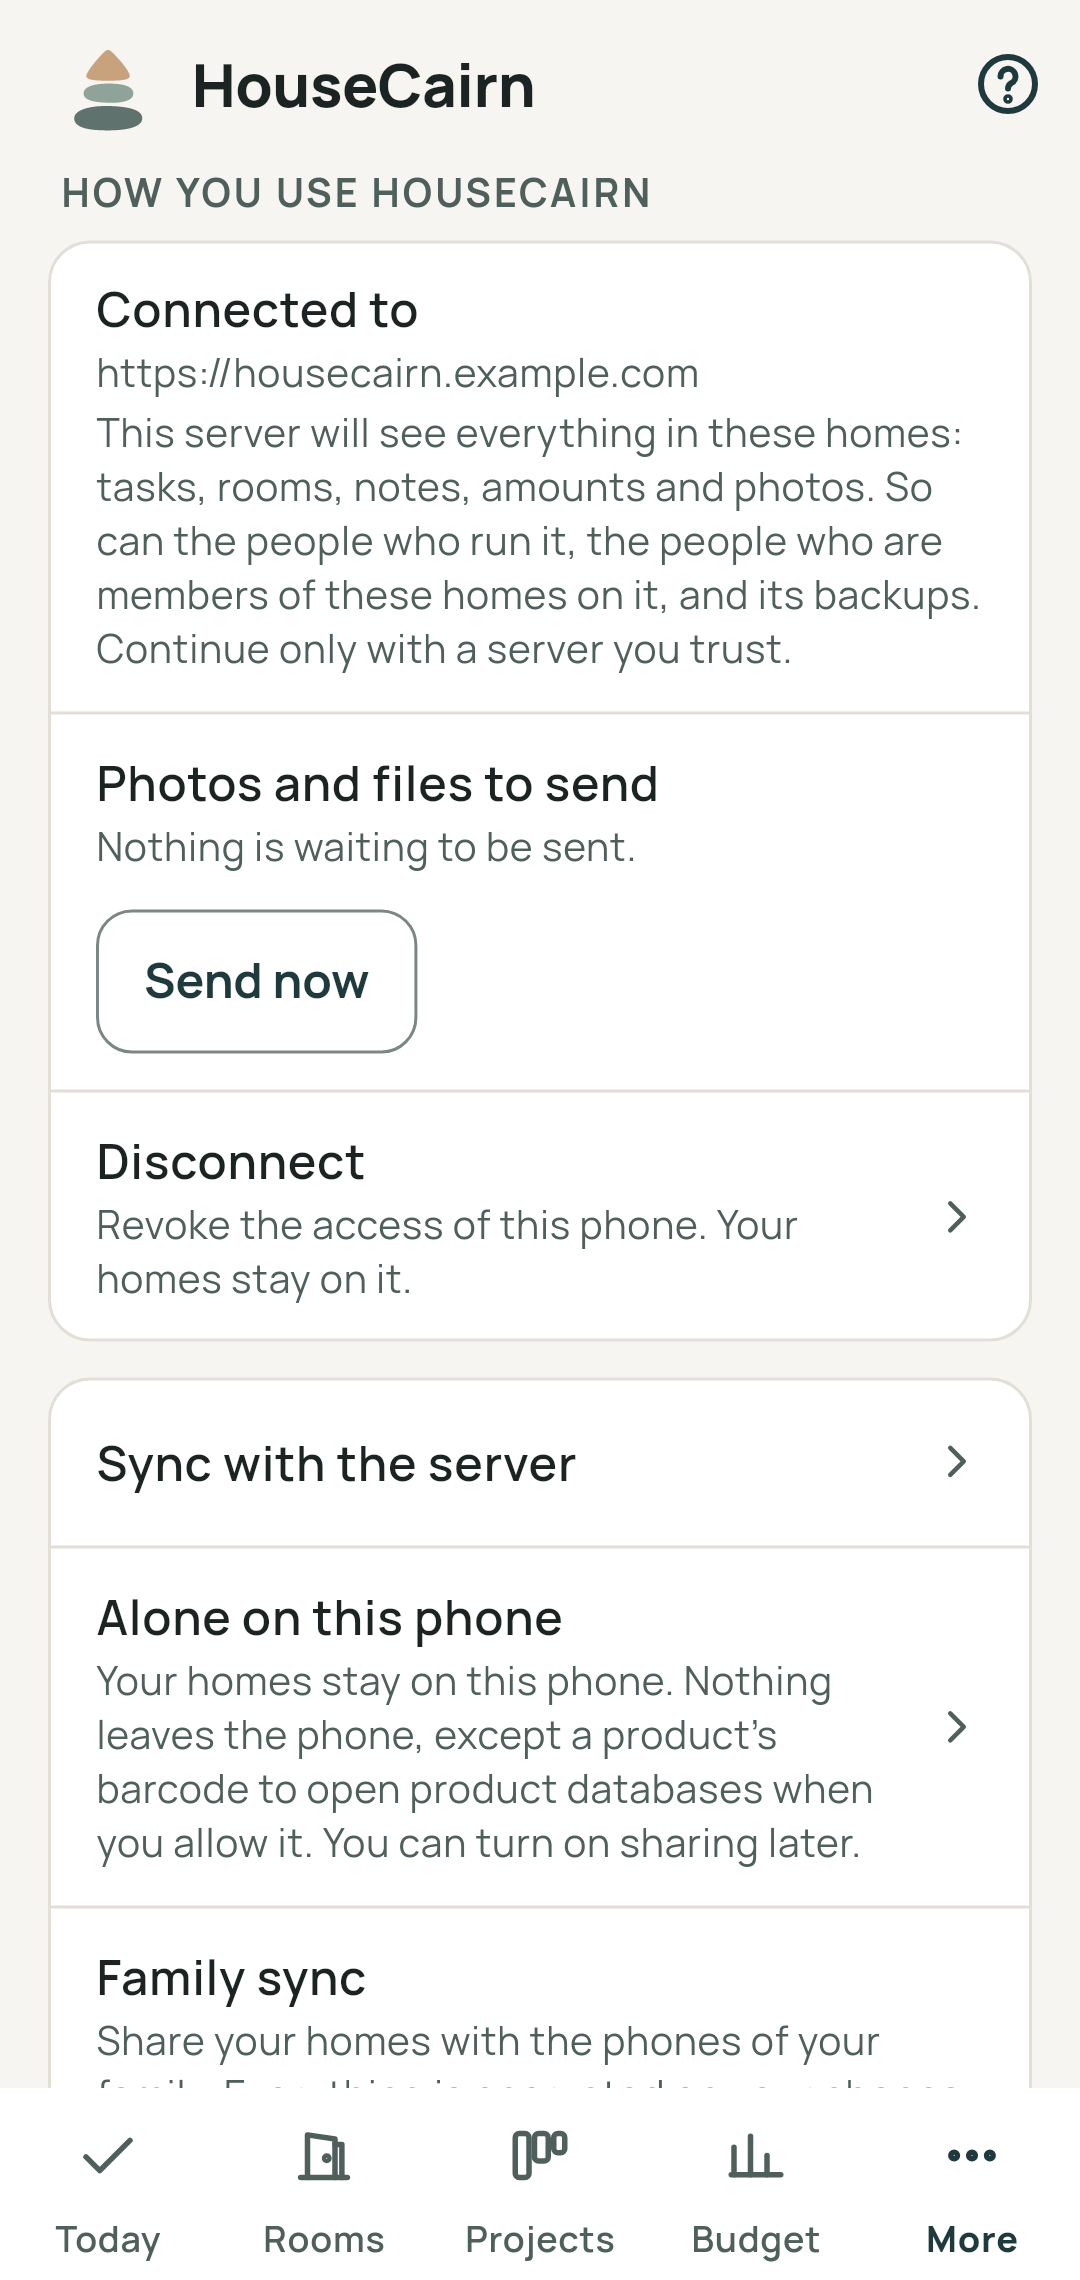 HouseCairn
HOW YOU USE HOUSECAIRN
Connected to
https://housecairn.example.com
This server will see everything in these homes:
tasks, rooms, notes, amounts and photos. So
can the people who run it, the people who are
members of these homes on it, and its backups.
Continue only with a server you trust.
Photos and files to send
Nothing is waiting to be sent.
Send now
Disconnect
Revoke the access of this phone. Your
homes stay on it.
Sync with the server
Alone on this phone
Your homes stay on this phone. Nothing
leaves the phone, except a product’s
barcode to open product databases when
you allow it. You can turn on sharing later.
Family sync
Share your homes with the phones of your
Today
Rooms
Projects
Budget
More